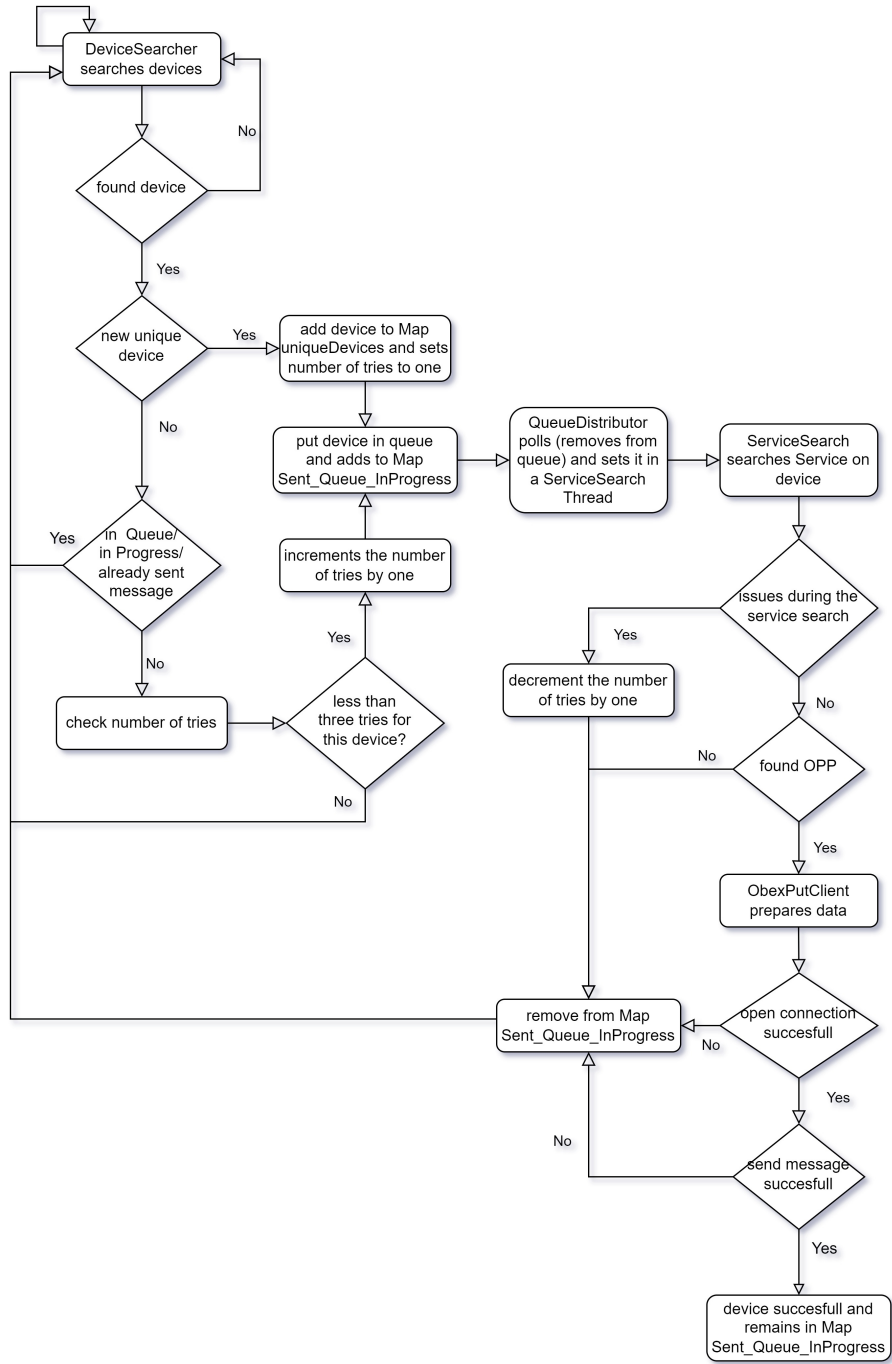 DeviceSearcher
searches devices
No
found device
Yes
new unique
device
Yes
add device to Map
uniqueDevices and sets
number of tries to one
No
put device in queue
and adds to Map
Sent_Queue_InProgress
QueueDistributor
polls (removes from
queue) and sets it in
a ServiceSearch
Thread
ServiceSearch
searches Service on
device
Yes
in Queue/
in Progress/
already sent
message
increments the number
of tries by one
issues during the
service search
Yes
Yes
No
check number of tries
less than
three tries for
this device?
decrement the number
of tries by one
No
No
found OPP
No
Yes
ObexPutClient
prepares data
remove from Map
Sent_Queue_InProgress
open connection
succesfull
No
Yes
No
send message
succesfull
Yes
device succesfull and
remains in Map
Sent_Queue_InProgress